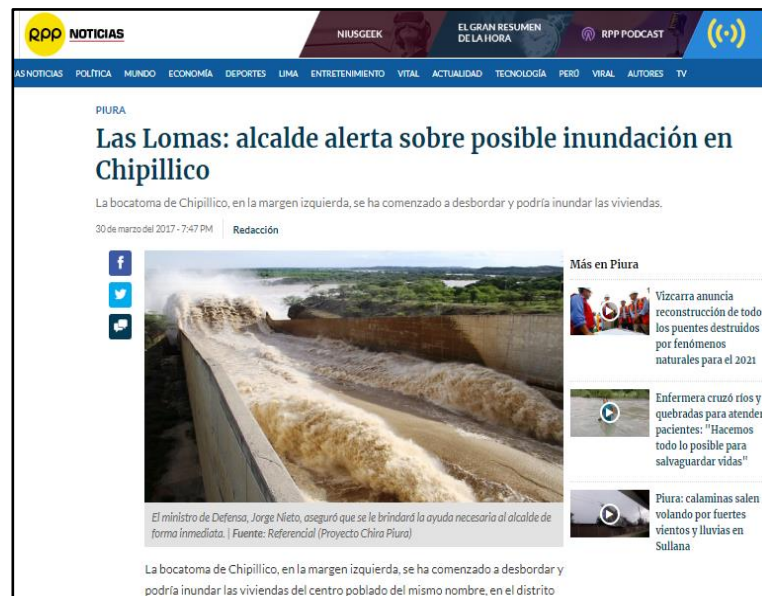 RPP NOTICIAS
NIUSGEEK
EL GRAN RESUMEN
DE LA HORA
RPP PODCAST
AS NOTICIAS POLÍTICA MUNDO ECONOMÍA DEPORTES LIMA ENTRETENIMIENTO VITAL ACTUALIDAD TECNOLOGÍA PERÚ VIRAL AUTORES TV
PIURA
Las Lomas: alcalde alerta sobre posible inundación en
Chipillico
La bocatoma de Chipillico, en la margen izquierda, se ha comenzado a desbordar y podría inundar las viviendas.
30 de marzo del 2017 - 7:47 PM Redacción
El ministro de Defensa, Jorge Nieto, aseguró que se le brindará la ayuda necesaria al alcalde de
forma inmediata. | Fuente: Referencial (Proyecto Chira Piura)
La bocatoma de Chipillico, en la margen izquierda, se ha comenzado a desbordar y
podría inundar las viviendas del centro poblado del mismo nombre, en el distrito
Más en Piura
Vizcarra anuncia
reconstrucción de todo
los puentes destruidos
por fenómenos
naturales para el 2021
Enfermera cruzó ríos y
quebradas para atender
pacientes: "Hacemos
todo lo posible para
salvaguardar vidas"
Piura: calaminas salen
volando por fuertes
vientos y lluvias en
Sullana